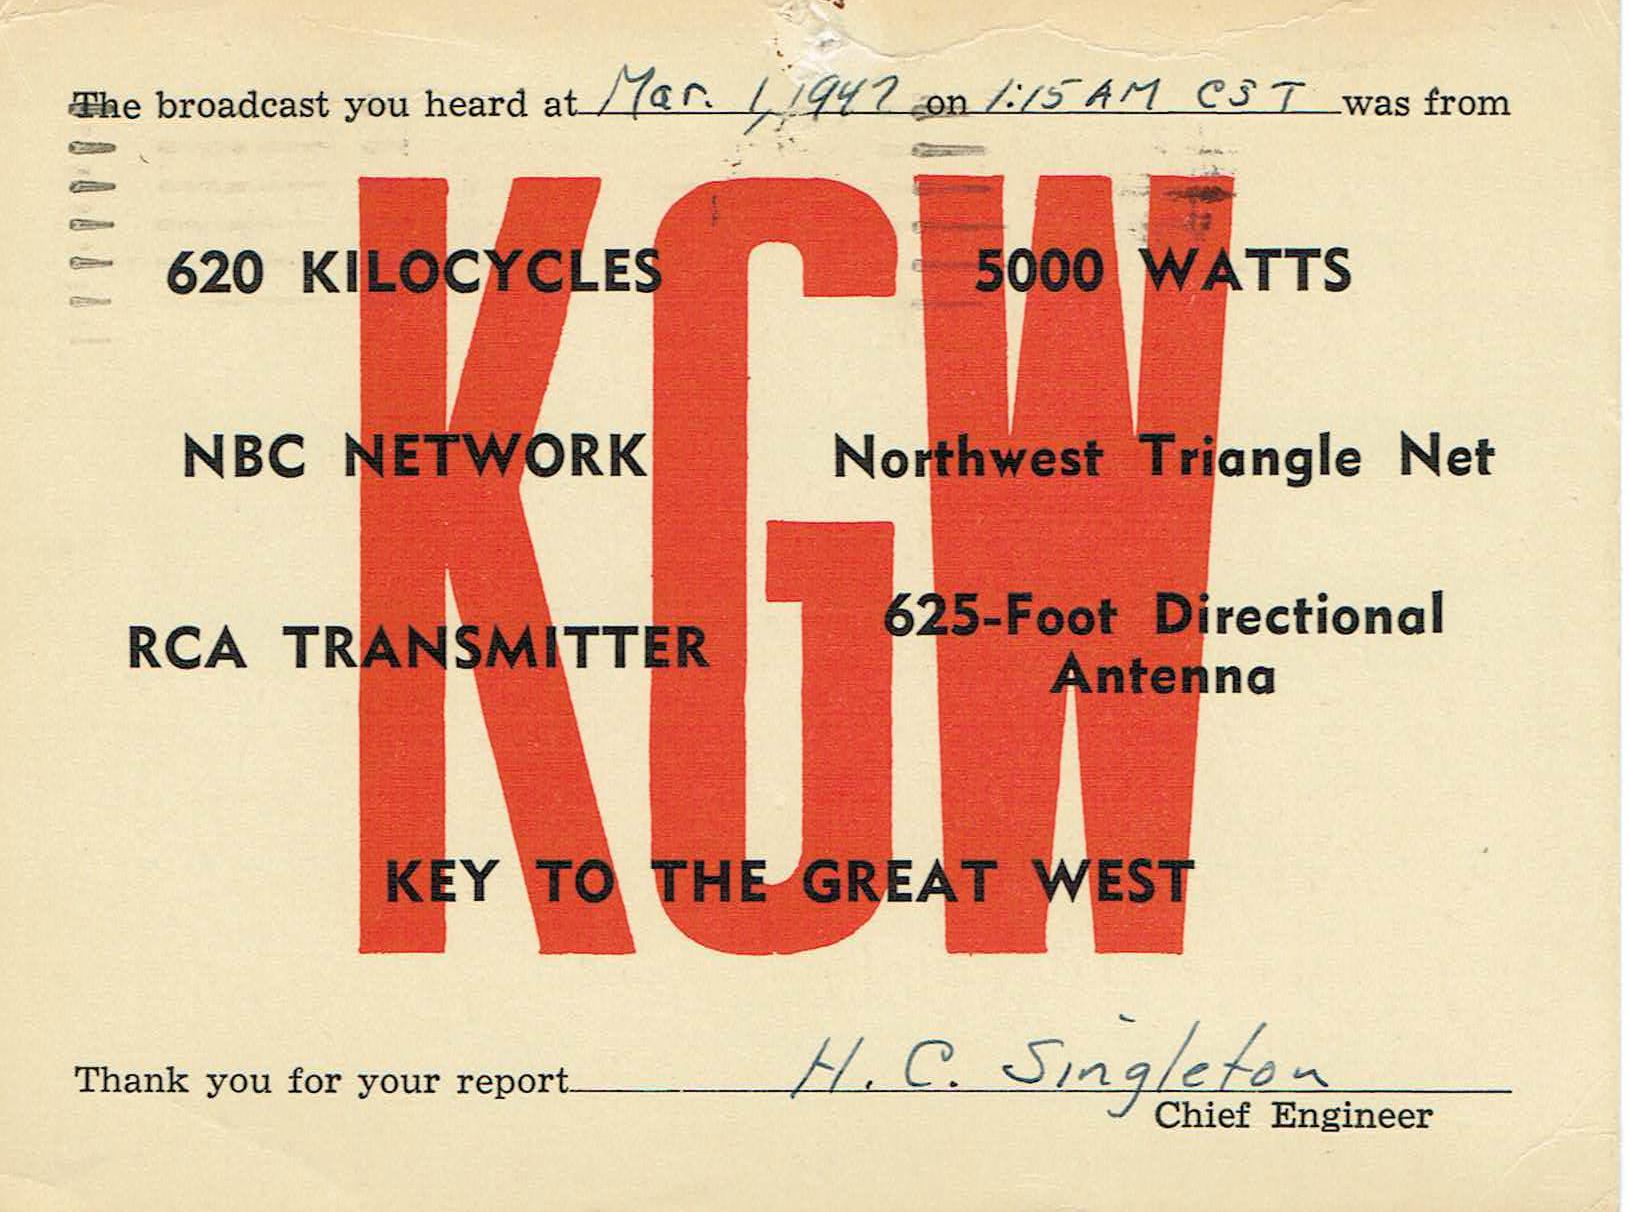 The broadcast you heard at Mar. 1, 1947 on 1:15 AM CST was from
KGW
620 KILOCYCLES 5000 WATTS
NBC NETWORK Northwest Triangle Net
RCA TRANSMITTER 625-Foot Directional
Antenna
KEY TO THE GREAT WEST
Thank you for your report H. C. Singleton
Chief Engineer